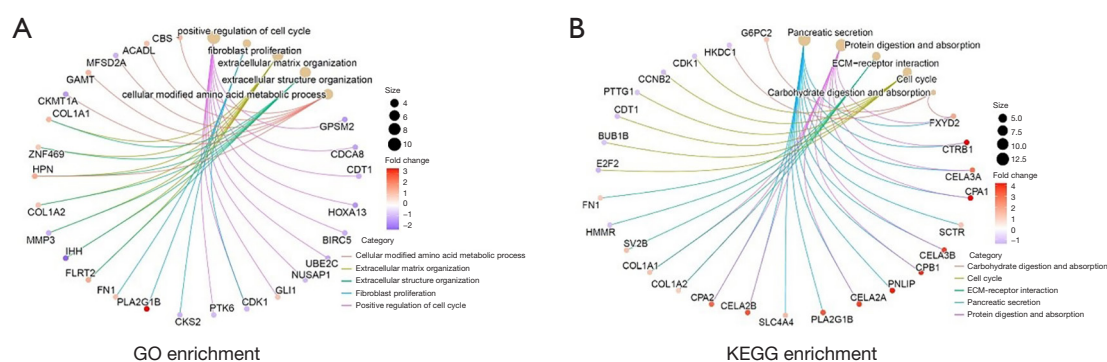 A
positive regulation of cell cycle
CBS
fibroblast proliferation
ACADL
extracellular matrix organization
MFSD2A
extracellular structure organization
GAMT
cellular modified amino acid metabolic process
CKMT1A
COL1A1
GPSM2
ZNF469
CDCA8
HPN
CDT1
COL1A2
HOXA13
MMP3
BIRC5
IHH
UBE2C
FLRT2
NUSAP1
FN1
GLI1
PLA2G1B
CDK1
CKS2
PTK6
Size
4
6
8
10
Fold change
3
2
1
0
−1
−2
Category
Cellular modified amino acid metabolic process
Extracellular matrix organization
Extracellular structure organization
Fibroblast proliferation
Positive regulation of cell cycle
GO enrichment
B
G6PC2
Pancreatic secretion
HKDC1
Protein digestion and absorption
CDK1
ECM−receptor interaction
CCNB2
Cell cycle
PTTG1
Carbohydrate digestion and absorption
CDT1
FXYD2
BUB1B
CTRB1
E2F2
CELA3A
FN1
CPA1
HMMR
SCTR
SV2B
CELA3B
COL1A1
CPB1
COL1A2
PNLIP
CPA2
CELA2A
CELA2B
PLA2G1B
SLC4A4
Size
5.0
7.5
10.0
12.5
Fold change
4
3
2
1
0
−1
Category
Carbohydrate digestion and absorption
Cell cycle
ECM−receptor interaction
Pancreatic secretion
Protein digestion and absorption
KEGG enrichment